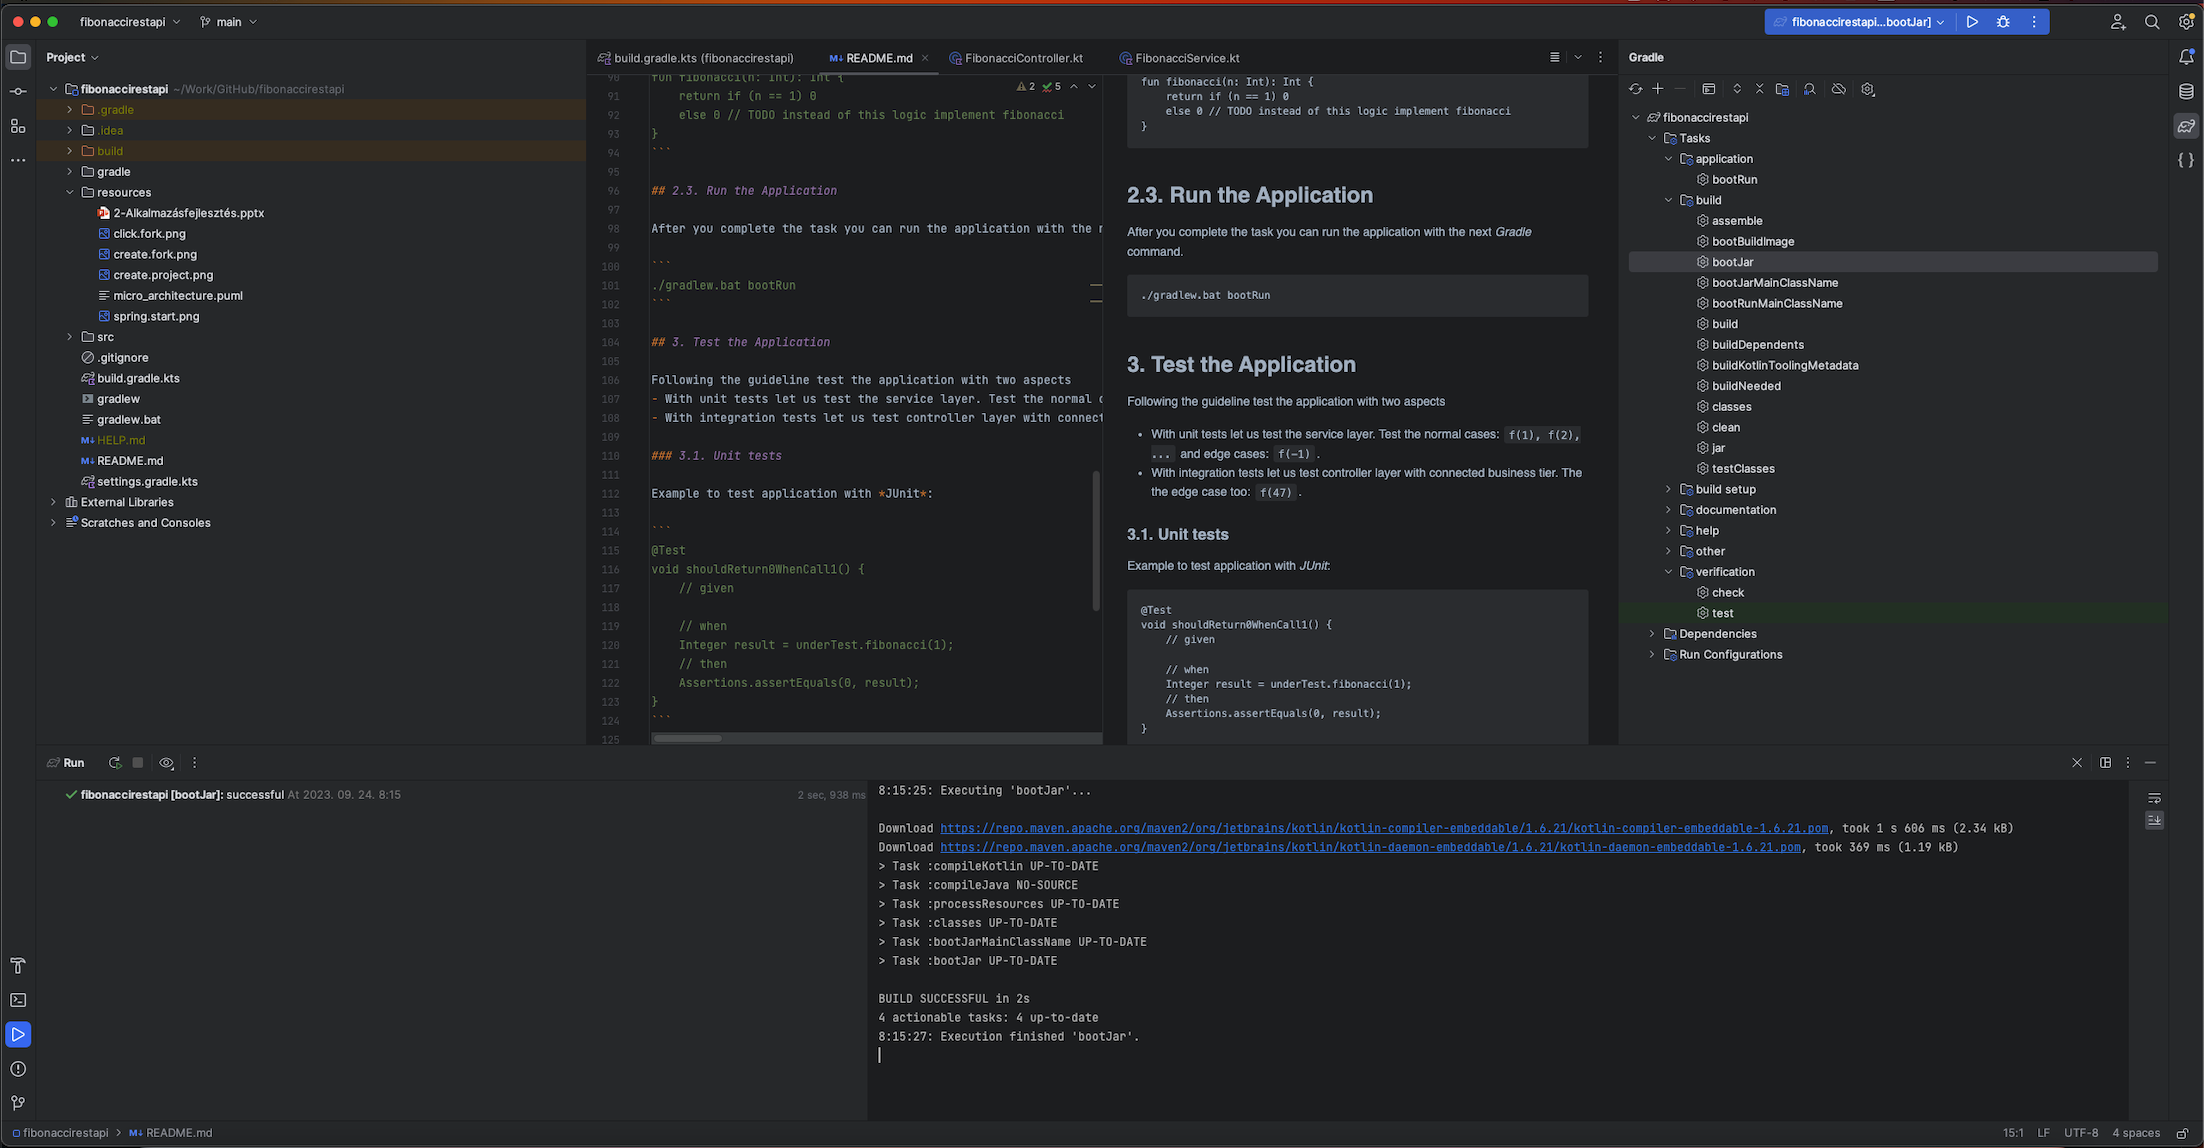 fibonaccirestapi
main
fibonaccirestapi...bootJar]
Project
build.gradle.kts (fibonaccirestapi)
README.md
FibonacciController.kt
FibonacciService.kt
Gradle
fibonaccirestapi ~/Work/GitHub/fibonaccirestapi
.gradle
.idea
build
gradle
resources
2-Alkalmazásfejlesztés.pptx
click.fork.png
create.fork.png
create.project.png
micro_architecture.puml
spring.start.png
src
.gitignore
build.gradle.kts
gradlew
gradlew.bat
HELP.md
README.md
settings.gradle.kts
External Libraries
Scratches and Consoles
2 5
90 fun fibonacci(n: Int): Int {
91 return if (n == 1) 0
92 else 0 // TODO instead of this logic implement fibonacci
93 }
94 ```
95
96 ## 2.3. Run the Application
97
98 After you complete the task you can run the application with the n
99
100 ```
101 ./gradlew.bat bootRun
102 ```
103
104 ## 3. Test the Application
105
106 Following the guideline test the application with two aspects
107 - With unit tests let us test the service layer. Test the normal c
108 - With integration tests let us test controller layer with connect
109
110 ### 3.1. Unit tests
111
112 Example to test application with *JUnit*:
113
114 ```
115 @Test
116 void shouldReturn0WhenCall1() {
117 // given
118
119 // when
120 Integer result = underTest.fibonacci(1);
121 // then
122 Assertions.assertEquals(0, result);
123 }
124 ```
125
fun fibonacci(n: Int): Int {
return if (n == 1) 0
else 0 // TODO instead of this logic implement fibonacci
}
2.3. Run the Application
After you complete the task you can run the application with the next Gradle
command.
./gradlew.bat bootRun
3. Test the Application
Following the guideline test the application with two aspects
• With unit tests let us test the service layer. Test the normal cases: f(1), f(2),
... and edge cases: f(-1) .
• With integration tests let us test controller layer with connected business tier. The
the edge case too: f(47) .
3.1. Unit tests
Example to test application with JUnit:
@Test
void shouldReturn0WhenCall1() {
// given
// when
Integer result = underTest.fibonacci(1);
// then
Assertions.assertEquals(0, result);
}
fibonaccirestapi
Tasks
application
bootRun
build
assemble
bootBuildImage
bootJar
bootJarMainClassName
bootRunMainClassName
build
buildDependents
buildKotlinToolingMetadata
buildNeeded
classes
clean
jar
testClasses
build setup
documentation
help
other
verification
check
test
Dependencies
Run Configurations
Run
fibonaccirestapi [bootJar]: successful At 2023. 09. 24. 8:15 2 sec, 938 ms
8:15:25: Executing 'bootJar'...
Download https://repo.maven.apache.org/maven2/org/jetbrains/kotlin/kotlin-compiler-embeddable/1.6.21/kotlin-compiler-embeddable-1.6.21.pom, took 1 s 606 ms (2.34 kB)
Download https://repo.maven.apache.org/maven2/org/jetbrains/kotlin/kotlin-daemon-embeddable/1.6.21/kotlin-daemon-embeddable-1.6.21.pom, took 369 ms (1.19 kB)
> Task :compileKotlin UP-TO-DATE
> Task :compileJava NO-SOURCE
> Task :processResources UP-TO-DATE
> Task :classes UP-TO-DATE
> Task :bootJarMainClassName UP-TO-DATE
> Task :bootJar UP-TO-DATE
BUILD SUCCESSFUL in 2s
4 actionable tasks: 4 up-to-date
8:15:27: Execution finished 'bootJar'.
fibonaccirestapi > README.md
15:1 LF UTF-8 4 spaces